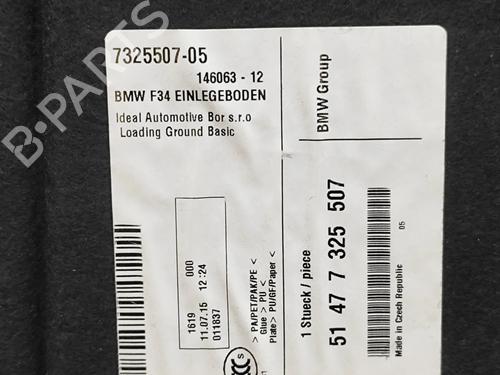 7325507-05
146063 - 12
BMW F34 EINLEGEBODEN
Ideal Automotive Bor s.r.o
Loading Ground Basic
1619 000
11.07.15 12:24
011837
> PA/PET/PAK/PE <
Glue > PU <
Plate> PU/GF/Paper <
CCC S
BMW Group
1 Stueck / piece
51 47 7 325 507
Made in Czech Republic 05
B-PARTS